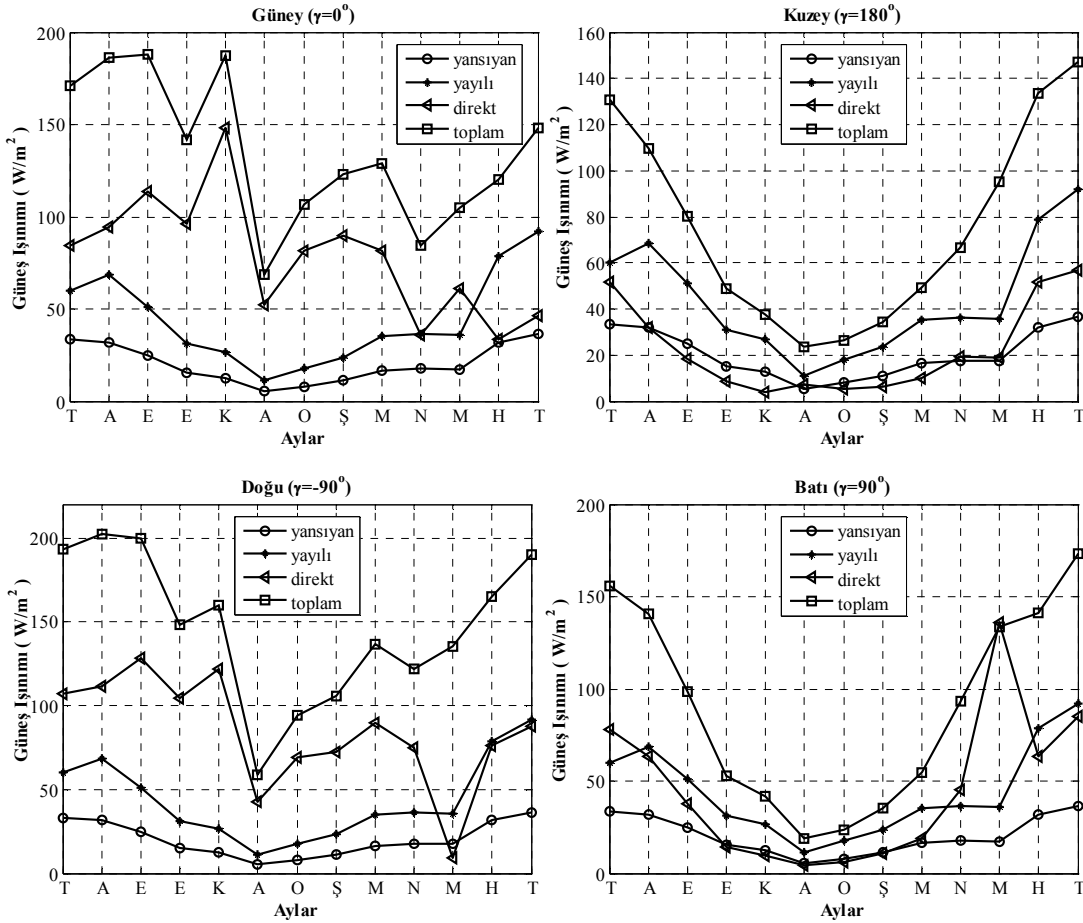 Güney (γ=0°)
200
150
100
50
0
Güneş Işınımı ( W/m² )
yansıyan
yayılı
direkt
toplam
T A E E K A O Ş M N M H T
Aylar
Kuzey (γ=180°)
160
140
120
100
80
60
40
20
0
Güneş Işınımı ( W/m² )
yansıyan
yayılı
direkt
toplam
T A E E K A O Ş M N M H T
Aylar
Doğu (γ=-90°)
200
150
100
50
0
Güneş Işınımı ( W/m² )
yansıyan
yayılı
direkt
toplam
T A E E K A O Ş M N M H T
Aylar
Batı (γ=90°)
200
150
100
50
0
Güneş Işınımı ( W/m² )
yansıyan
yayılı
direkt
toplam
T A E E K A O Ş M N M H T
Aylar